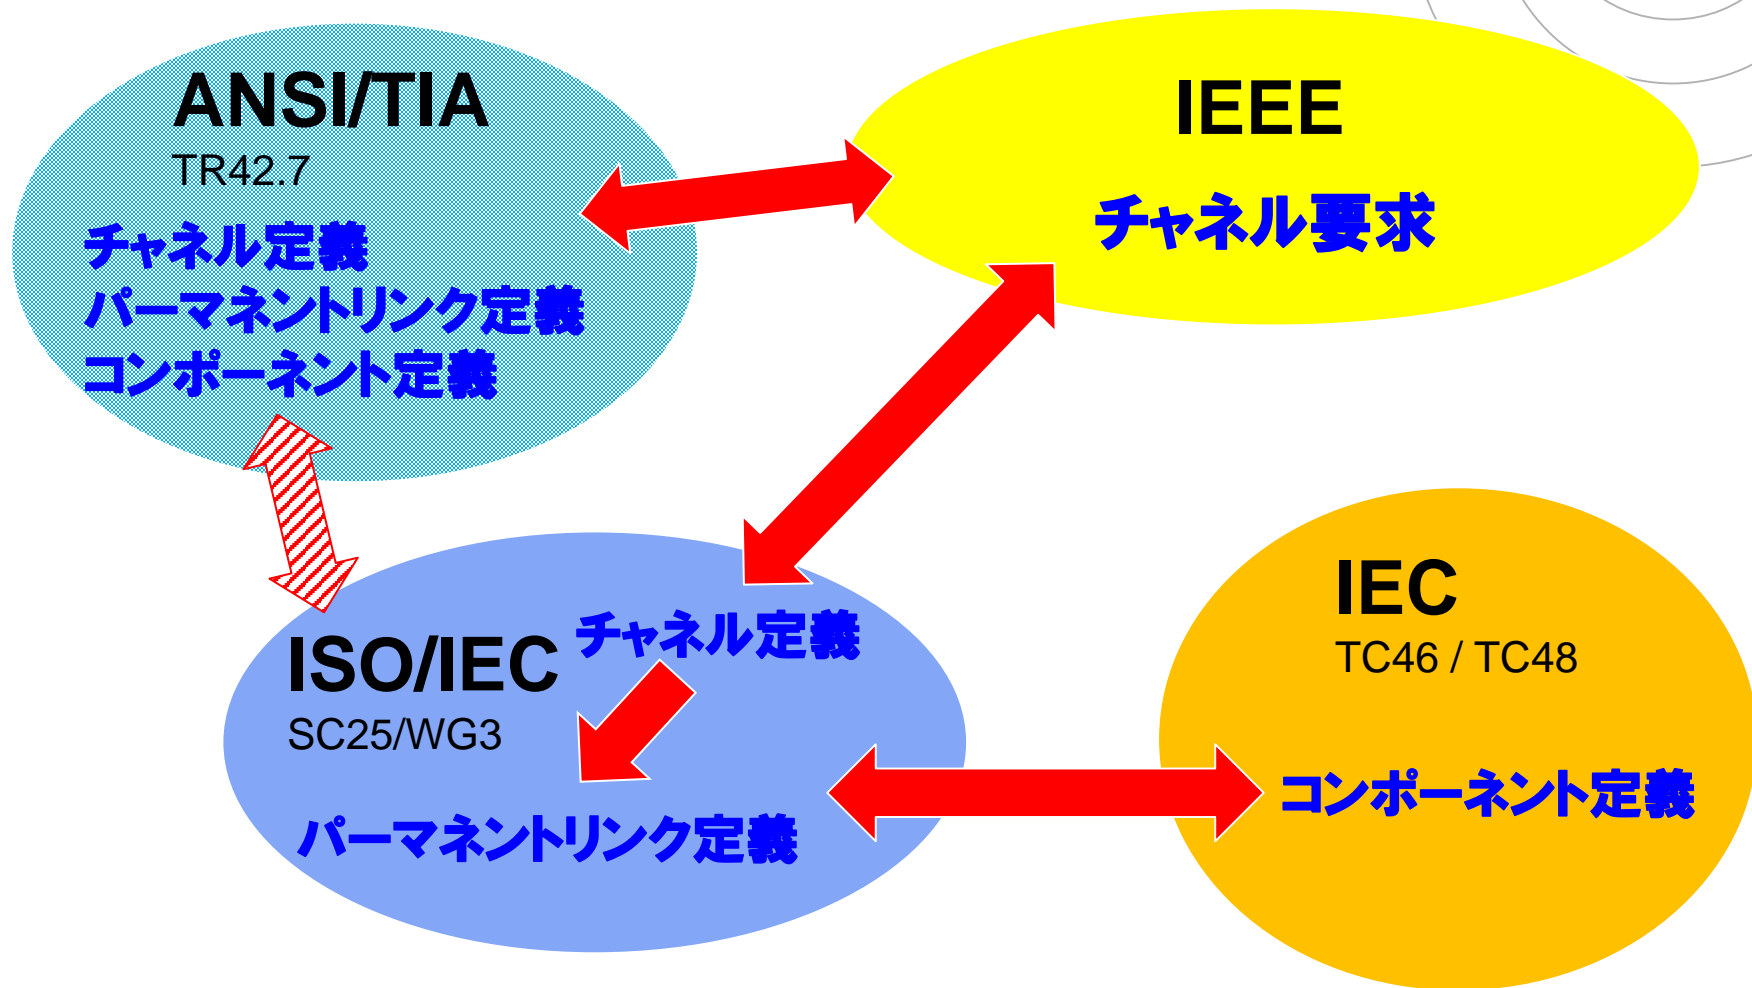 ANSI/TIA
TR42.7
チャネル定義
パーマネントリンク定義
コンポーネント定義
IEEE
チャネル要求
ISO/IEC
SC25/WG3
チャネル定義
パーマネントリンク定義
IEC
TC46 / TC48
コンポーネント定義